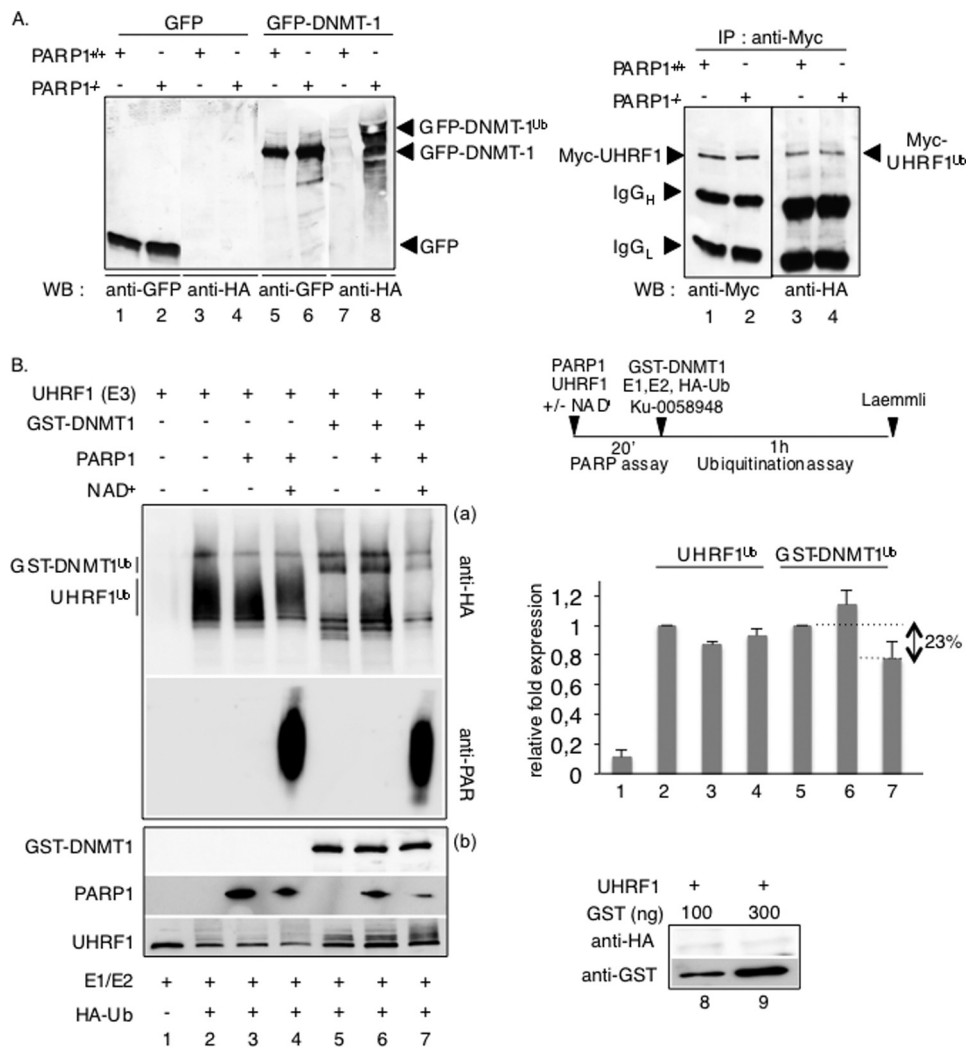 A.
GFP GFP-DNMT-1
PARP1+/+ + - + - + - + -
PARP1-/- - + - + - + - +
GFP-DNMT-1Ub
GFP-DNMT-1
GFP
WB : anti-GFP anti-HA anti-GFP anti-HA
1 2 3 4 5 6 7 8
IP : anti-Myc
PARP1+/+ + - + -
PARP1-/- - + - +
Myc-UHRF1
Myc-
UHRF1Ub
IgGH
IgGL
WB : anti-Myc anti-HA
1 2 3 4
B.
UHRF1 (E3) + + + + + + +
GST-DNMT1 - - - - + + +
PARP1 - - + + - + +
NAD+ - - - + - - +
(a)
GST-DNMT1Ub
UHRF1Ub
anti-HA
anti-PAR
(b)
GST-DNMT1
PARP1
UHRF1
E1/E2 + + + + + + +
HA-Ub - + + + + + +
1 2 3 4 5 6 7
PARP1 GST-DNMT1
UHRF1 E1,E2, HA-Ub
+/- NAD+ Ku-0058948
Laemmli
20' 1h
PARP assay Ubiquitination assay
UHRF1Ub GST-DNMT1Ub
relative fold expression
1,2
1
0,8
0,6
0,4
0,2
0
23%
1 2 3 4 5 6 7
UHRF1 + +
GST (ng) 100 300
anti-HA
anti-GST
8 9